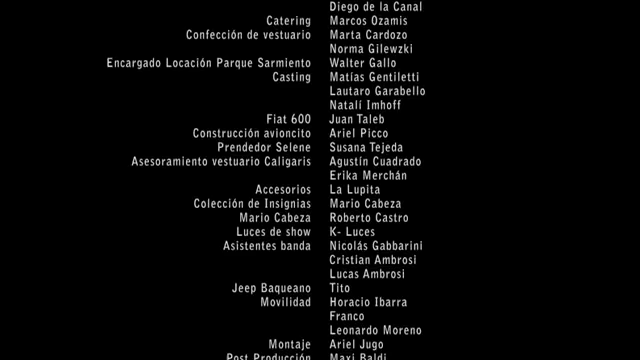 Diego de la Canal
Catering Marcos Ozamis
Confección de vestuario Marta Cardozo
Norma Gilewzki
Encargado Locación Parque Sarmiento Walter Gallo
Casting Matías Gentiletti
Lautaro Garabello
Natalí Imhoff
Fiat 600 Juan Taleb
Construcción avioncito Ariel Picco
Prendedor Selene Susana Tejeda
Asesoramiento vestuario Caligaris Agustín Cuadrado
Erika Merchán
Accesorios La Lupita
Colección de Insignias Mario Cabeza
Mario Cabeza Roberto Castro
Luces de show K- Luces
Asistentes banda Nicolás Gabbarini
Cristian Ambrosi
Lucas Ambrosi
Jeep Baqueano Tito
Movilidad Horacio Ibarra
Franco
Leonardo Moreno
Montaje Ariel Jugo
Post Producción Maxi Baldi